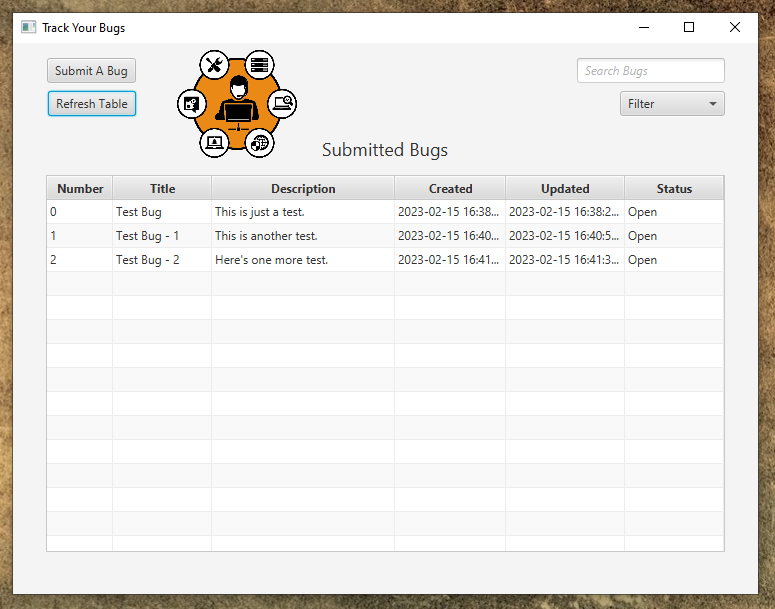 Track Your Bugs
Submit A Bug
Search Bugs
Refresh Table
Filter
Submitted Bugs
Number Title Description Created Updated Status
0 Test Bug This is just a test. 2023-02-15 16:38... 2023-02-15 16:38:2... Open
1 Test Bug - 1 This is another test. 2023-02-15 16:40... 2023-02-15 16:40:5... Open
2 Test Bug - 2 Here's one more test. 2023-02-15 16:41... 2023-02-15 16:41:3... Open